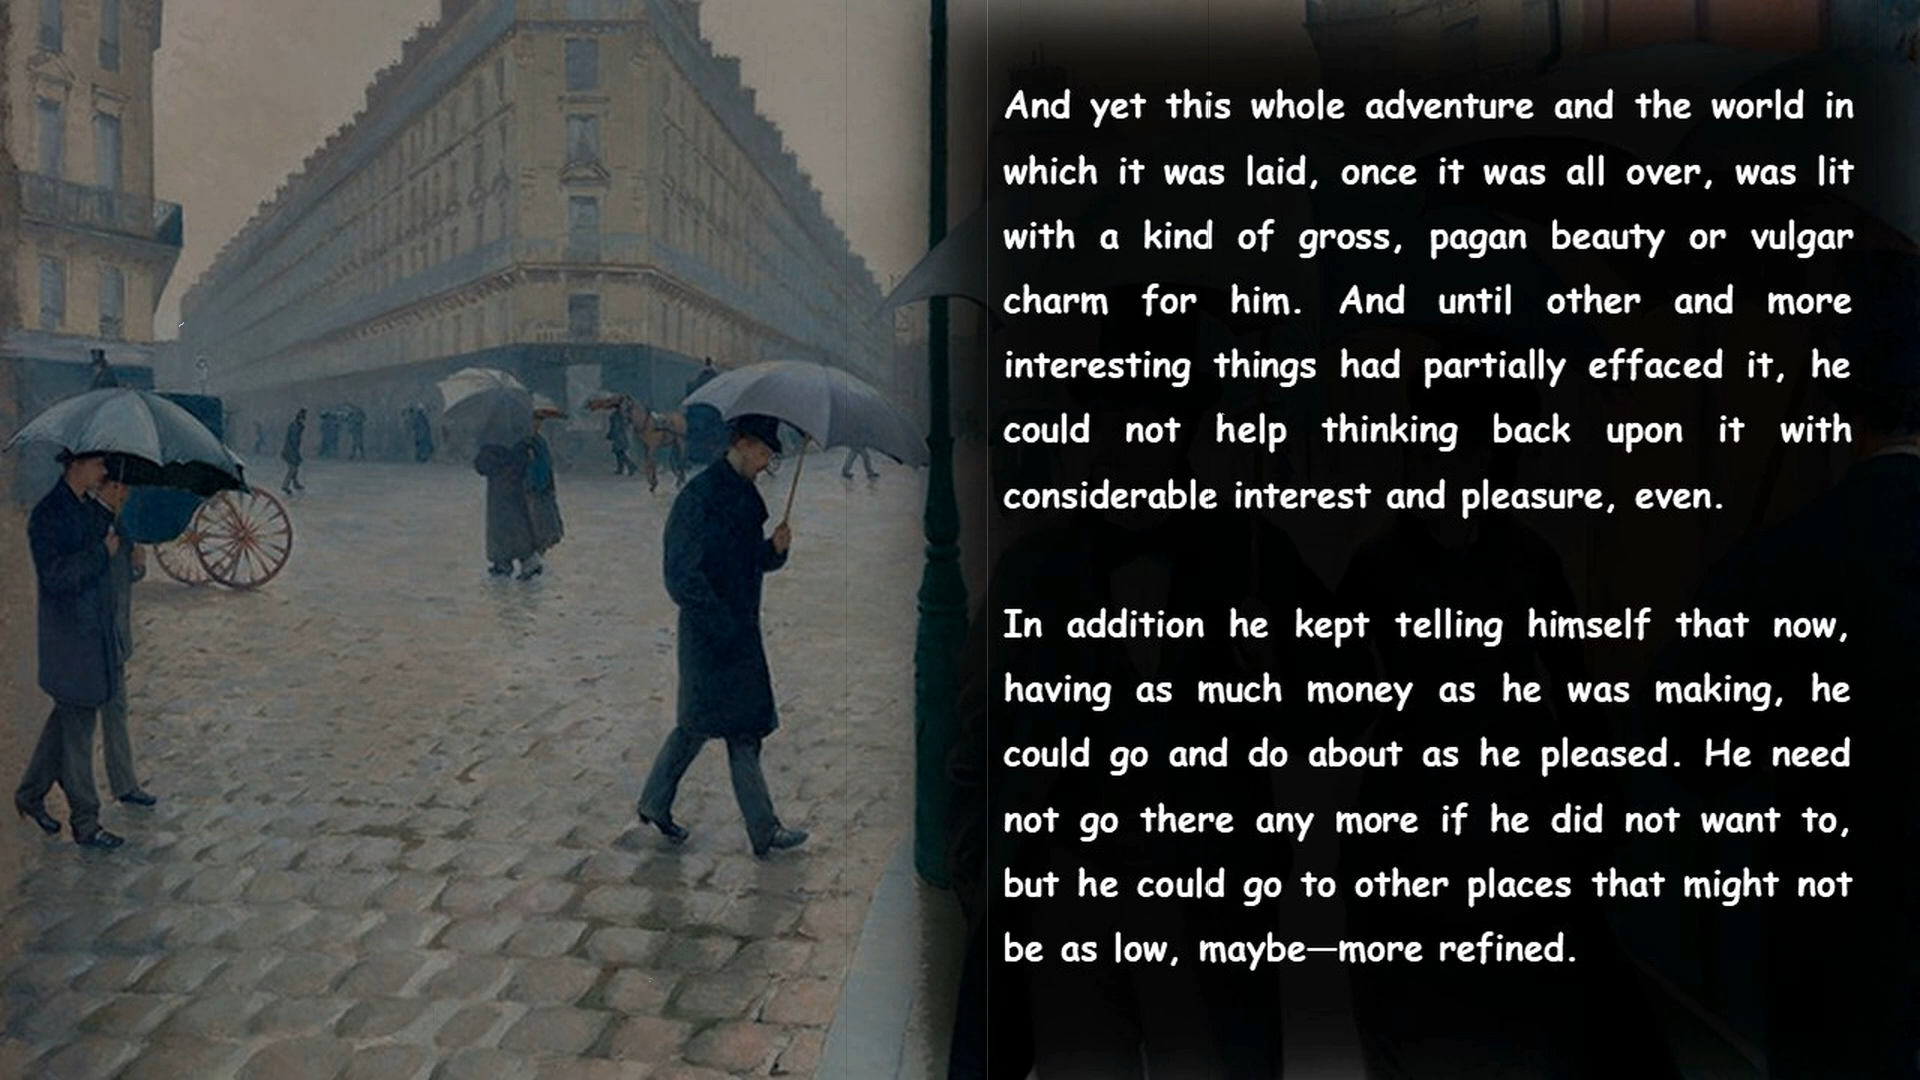 And yet this whole adventure and the world in
which it was laid, once it was all over, was lit
with a kind of gross, pagan beauty or vulgar
charm for him. And until other and more
interesting things had partially effaced it, he
could not help thinking back upon it with
considerable interest and pleasure, even.
In addition he kept telling himself that now,
having as much money as he was making, he
could go and do about as he pleased. He need
not go there any more if he did not want to,
but he could go to other places that might not
be as low, maybe—more refined.